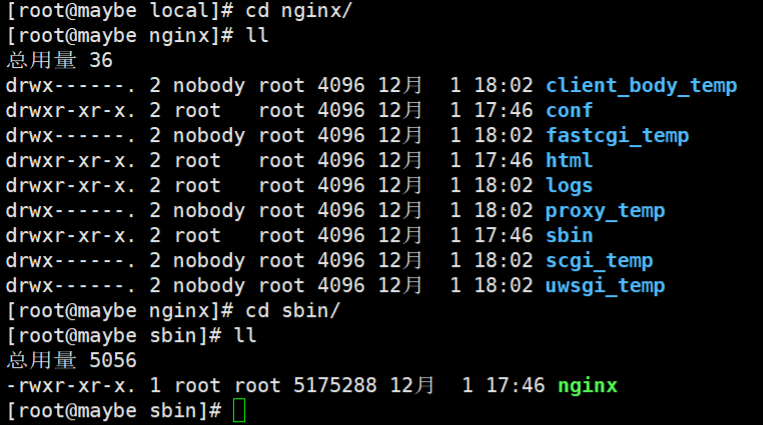 [root@maybe local]# cd nginx/
[root@maybe nginx]# ll
总用量 36
drwx------. 2 nobody root 4096 12月  1 18:02 client_body_temp
drwxr-xr-x. 2 root   root 4096 12月  1 17:46 conf
drwx------. 2 nobody root 4096 12月  1 18:02 fastcgi_temp
drwxr-xr-x. 2 root   root 4096 12月  1 17:46 html
drwxr-xr-x. 2 root   root 4096 12月  1 18:02 logs
drwx------. 2 nobody root 4096 12月  1 18:02 proxy_temp
drwxr-xr-x. 2 root   root 4096 12月  1 17:46 sbin
drwx------. 2 nobody root 4096 12月  1 18:02 scgi_temp
drwx------. 2 nobody root 4096 12月  1 18:02 uwsgi_temp
[root@maybe nginx]# cd sbin/
[root@maybe sbin]# ll
总用量 5056
-rwxr-xr-x. 1 root root 5175288 12月  1 17:46 nginx
[root@maybe sbin]#